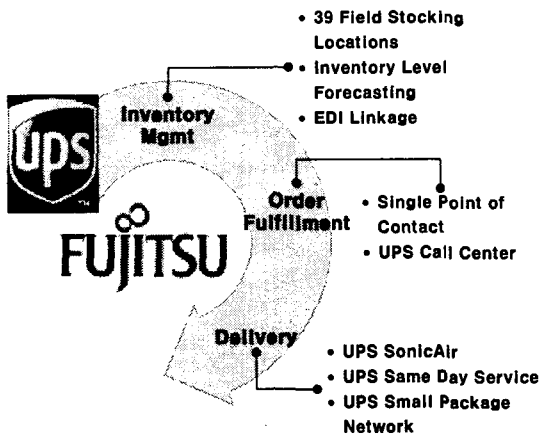 • 39 Field Stocking
Locations
• Inventory Level
Forecasting
• EDI Linkage
Inventory
Mgmt
ups
TM
Order
Fulfillment
• Single Point of
Contact
• UPS Call Center
FUJITSU
Delivery
• UPS SonicAir
• UPS Same Day Service
• UPS Small Package
Network